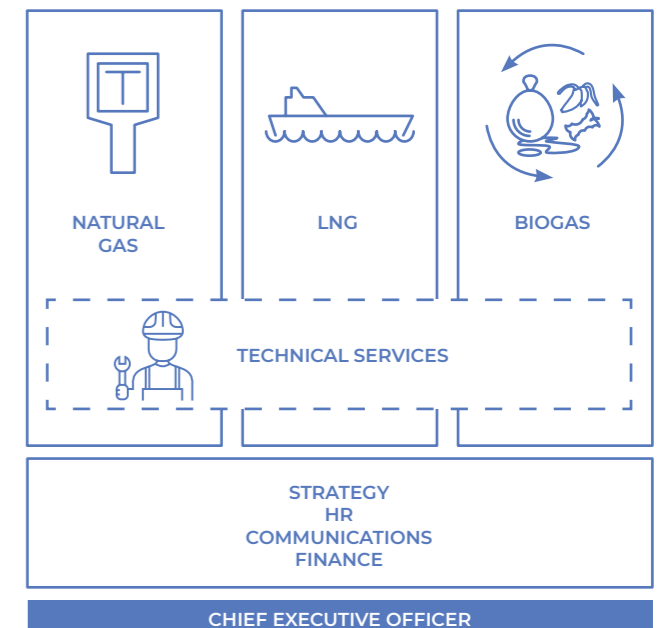 NATURAL
GAS
LNG
BIOGAS
TECHNICAL SERVICES
STRATEGY
HR
COMMUNICATIONS
FINANCE
CHIEF EXECUTIVE OFFICER